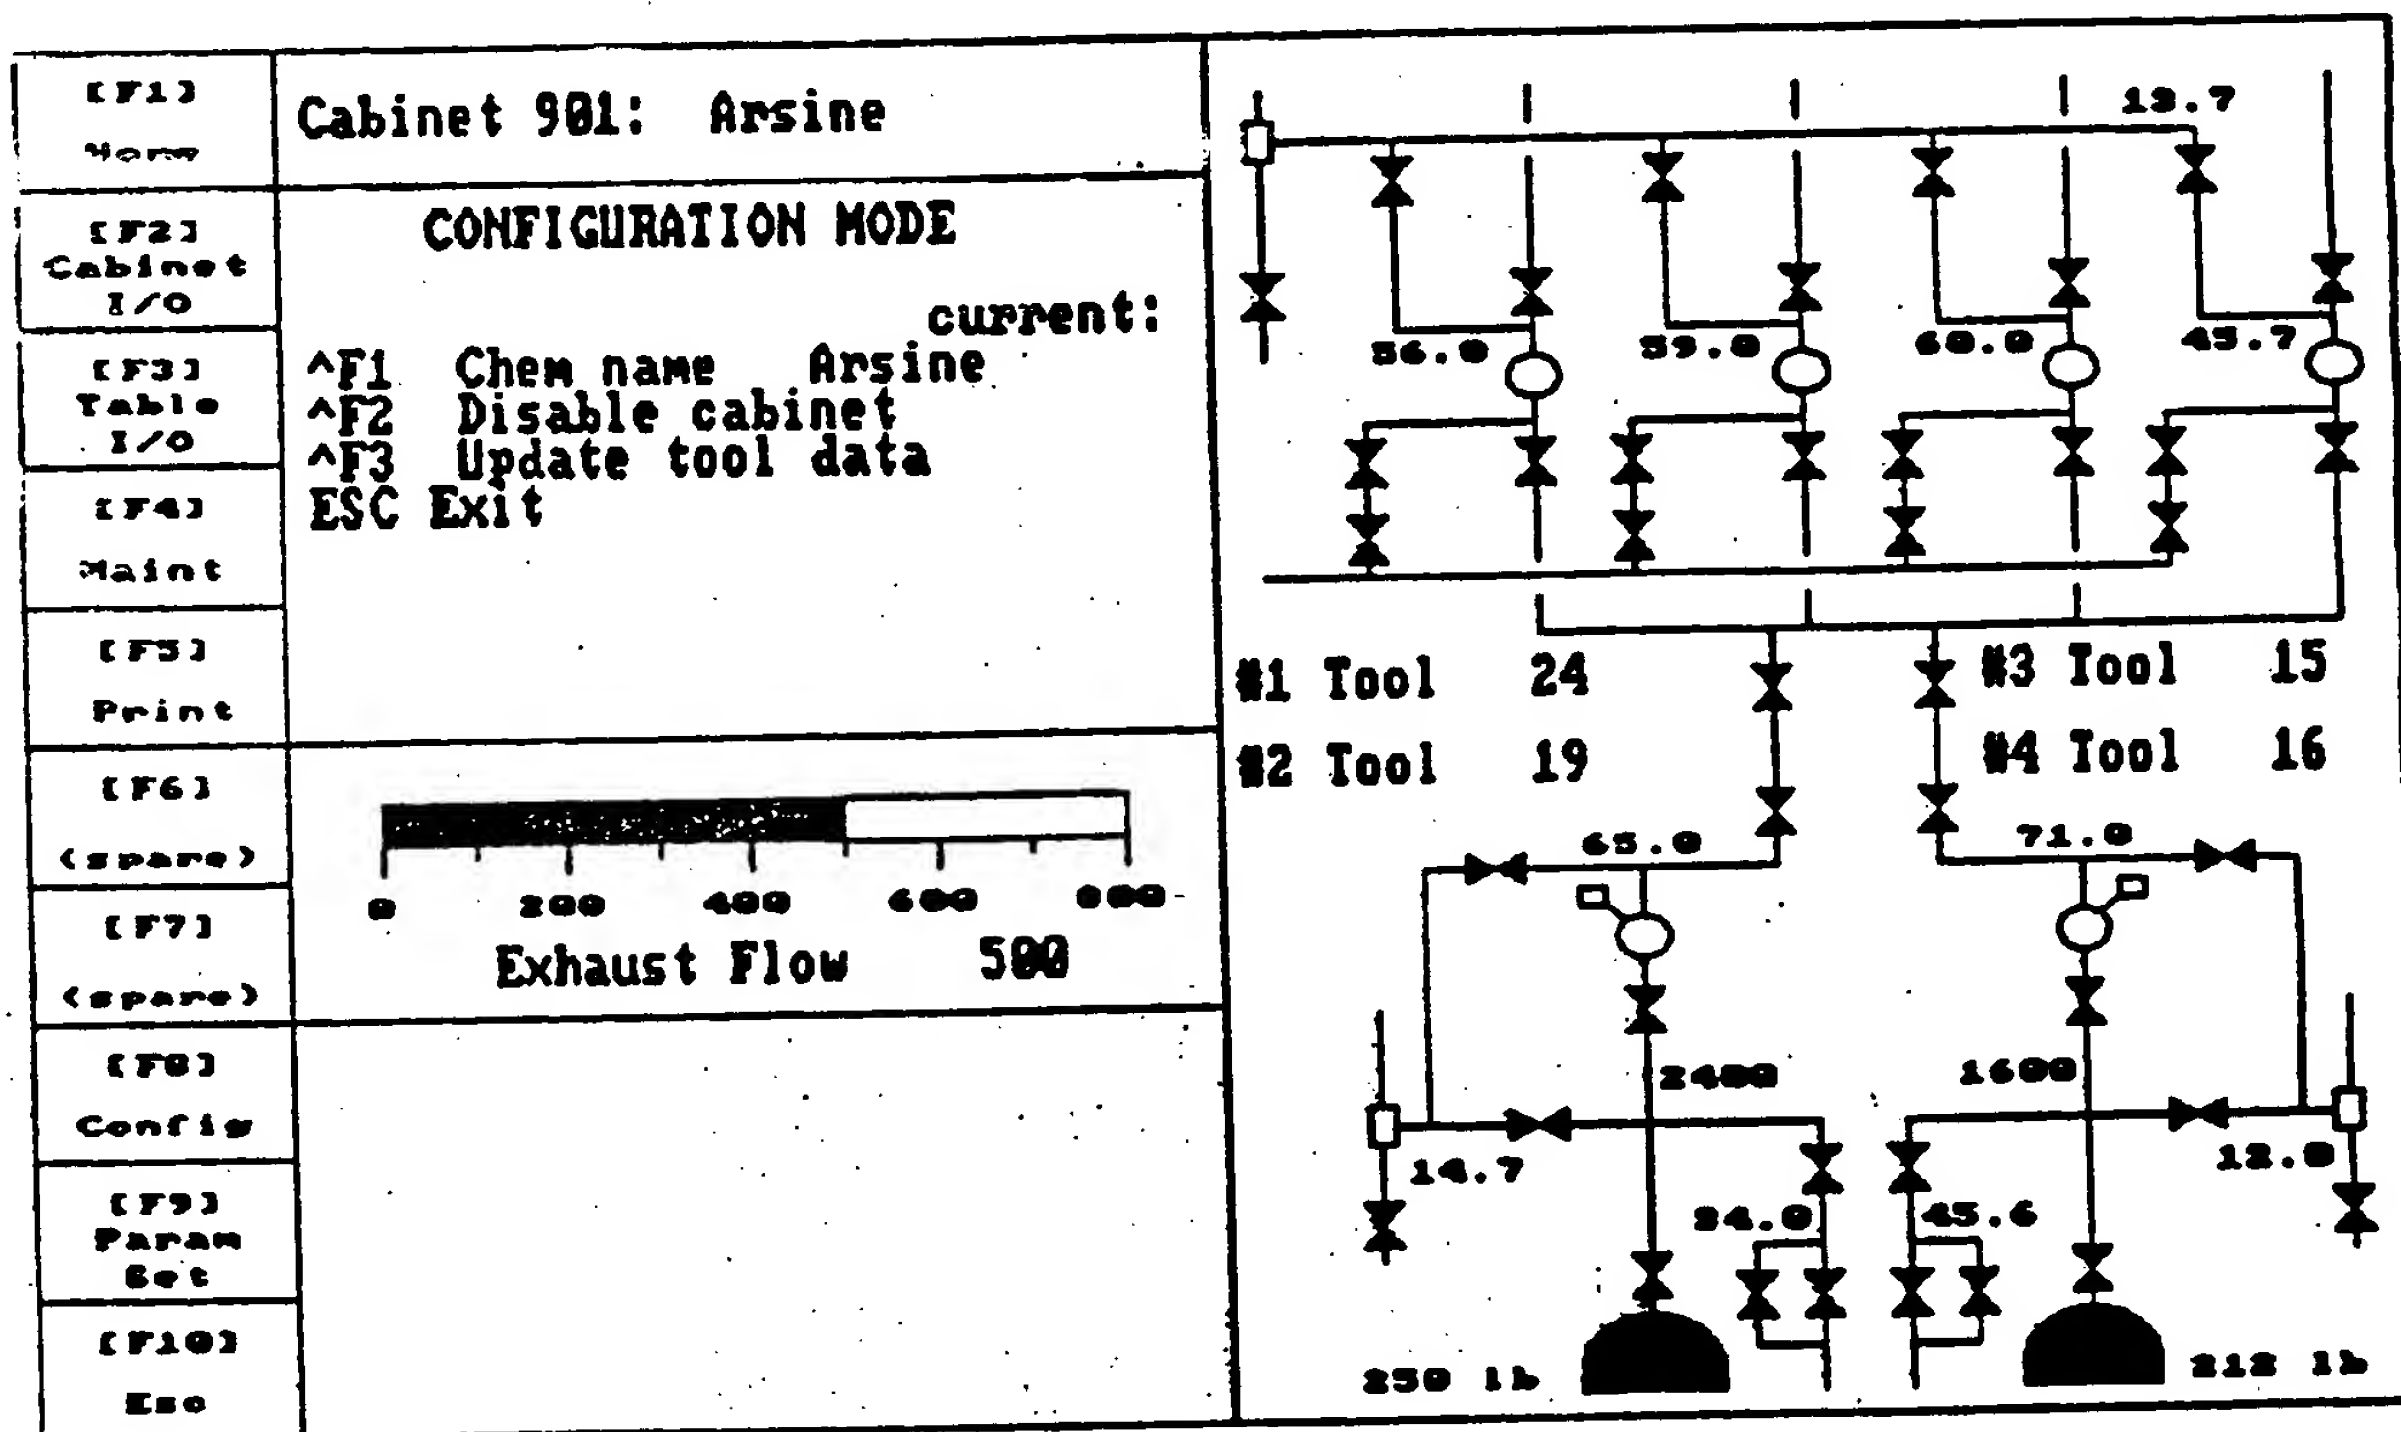 [F1]
Home
[F2]
Cabinet
I/O
[F3]
Table
I/O
[F4]
Maint
[F5]
Print
[F6]
(spare)
[F7]
(spare)
[F8]
Config
[F9]
Param
Set
[F10]
Esc
Cabinet 901: Arsine
CONFIGURATION MODE
current:
^F1 Chem name Arsine
^F2 Disable cabinet
^F3 Update tool data
ESC Exit
0 200 400 600 800
Exhaust Flow 500
13.7
56.0 59.0 60.0 45.7
#1 Tool 24 #3 Tool 15
#2 Tool 19 #4 Tool 16
65.0 71.0
2400 1600
14.7 12.0
34.0 45.6
250 lb 212 lb